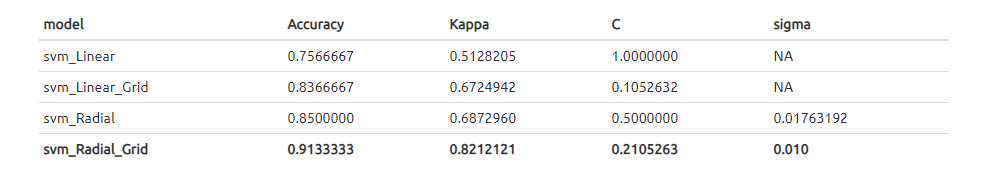 model Accuracy Kappa C sigma
svm_Linear 0.7566667 0.5128205 1.0000000 NA
svm_Linear_Grid 0.8366667 0.6724942 0.1052632 NA
svm_Radial 0.8500000 0.6872960 0.5000000 0.01763192
svm_Radial_Grid 0.9133333 0.8212121 0.2105263 0.010